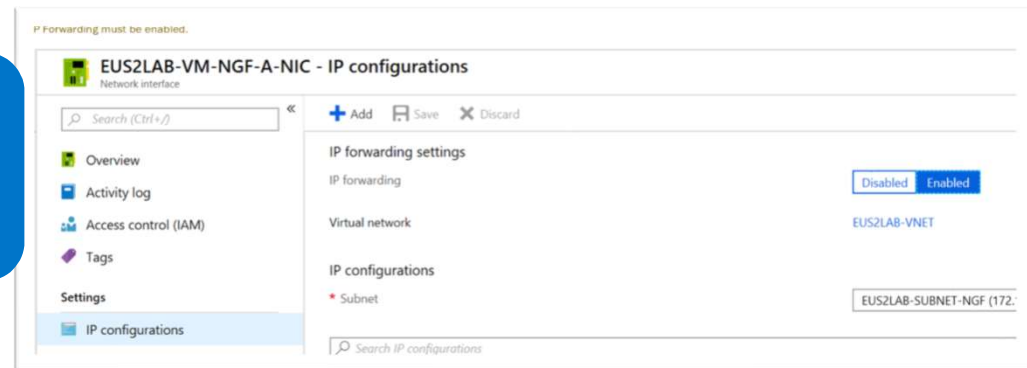 P Forwarding must be enabled.
EUS2LAB-VM-NGF-A-NIC - IP configurations
Network interface
Search (Ctrl+/)
«
Add Save Discard
Overview
Activity log
Access control (IAM)
Tags
Settings
IP configurations
IP forwarding settings
IP forwarding
Disabled Enabled
Virtual network
EUS2LAB-VNET
IP configurations
* Subnet
EUS2LAB-SUBNET-NGF (172.
Search IP configurations